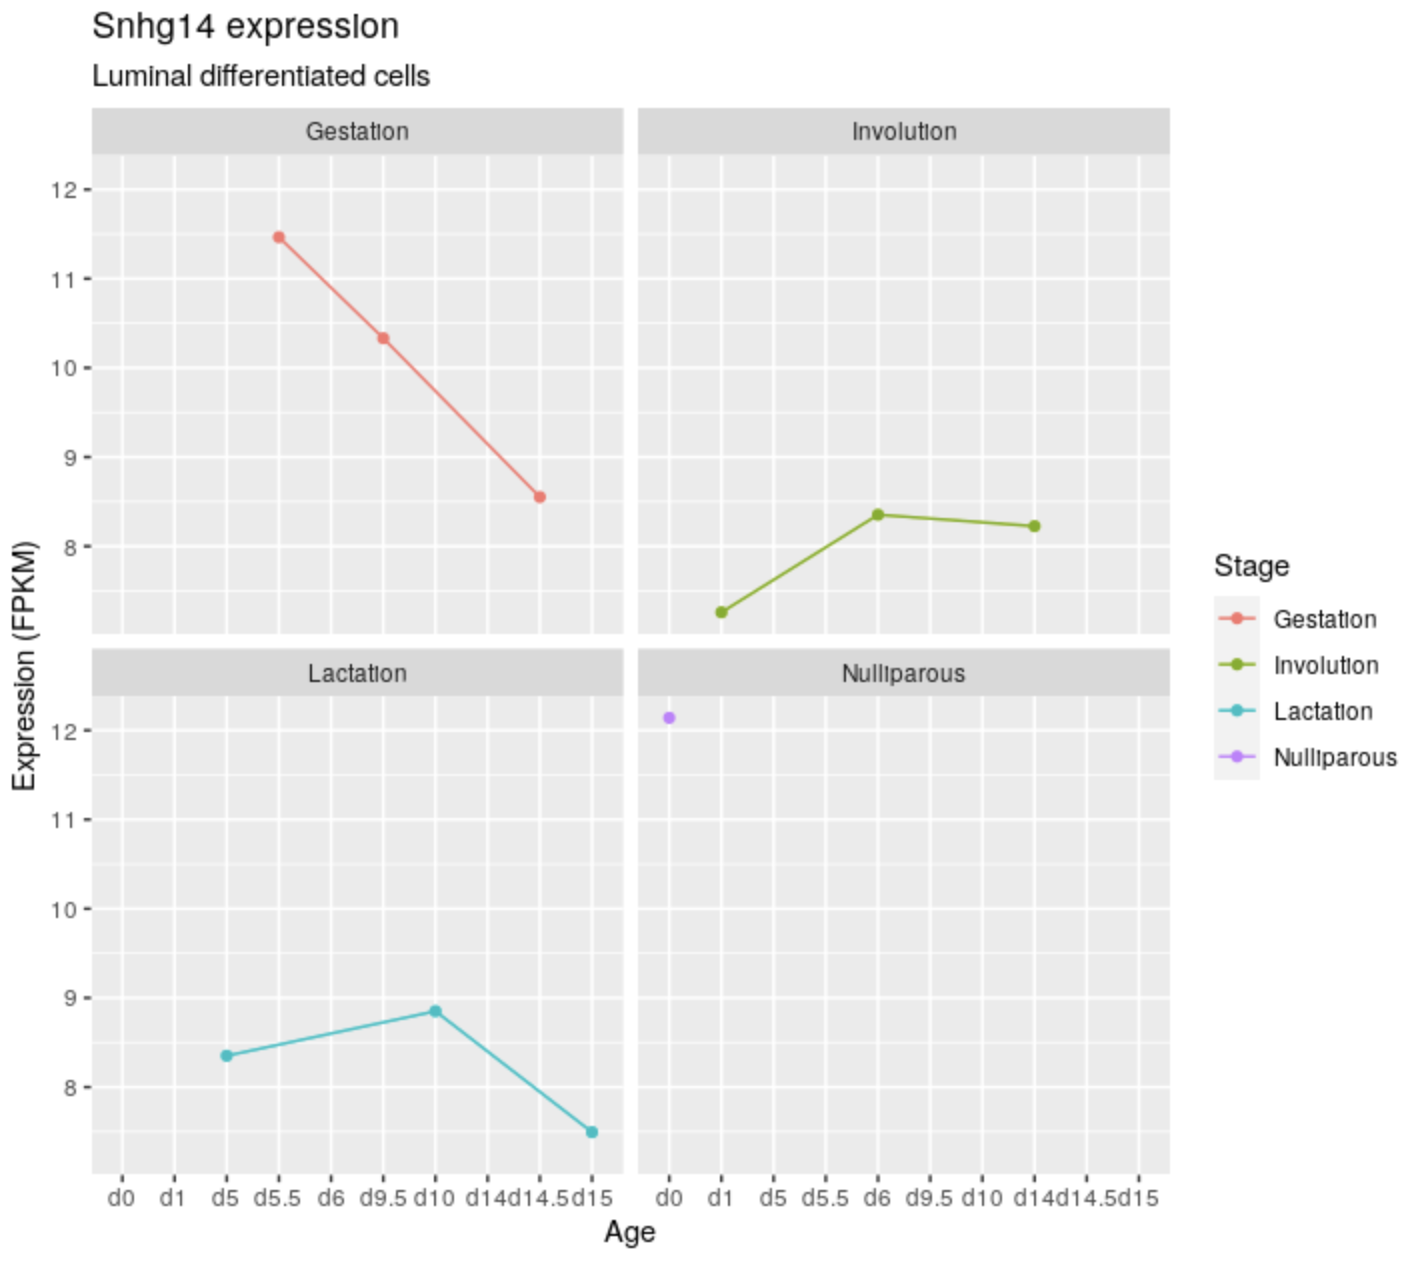 Snhg14 expression
Luminal differentiated cells
Gestation
Involution
12
11
10
9
8
Lactation
Nulliparous
12
11
10
9
8
d0 d1 d5 d5.5 d6 d9.5 d10 d14 d14.5 d15
d0 d1 d5 d5.5 d6 d9.5 d10 d14 d14.5 d15
Age
Expression (FPKM)
Stage
Gestation
Involution
Lactation
Nulliparous